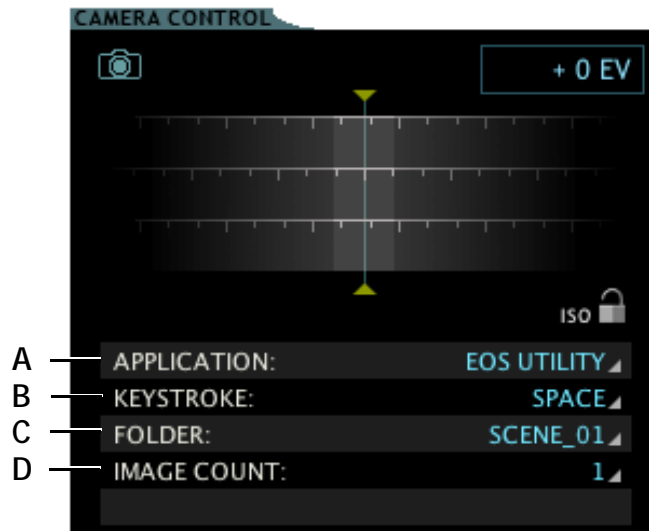 CAMERA CONTROL
+ 0 EV
ISO
A APPLICATION: EOS UTILITY
B KEYSTROKE: SPACE
C FOLDER: SCENE_01
D IMAGE COUNT: 1